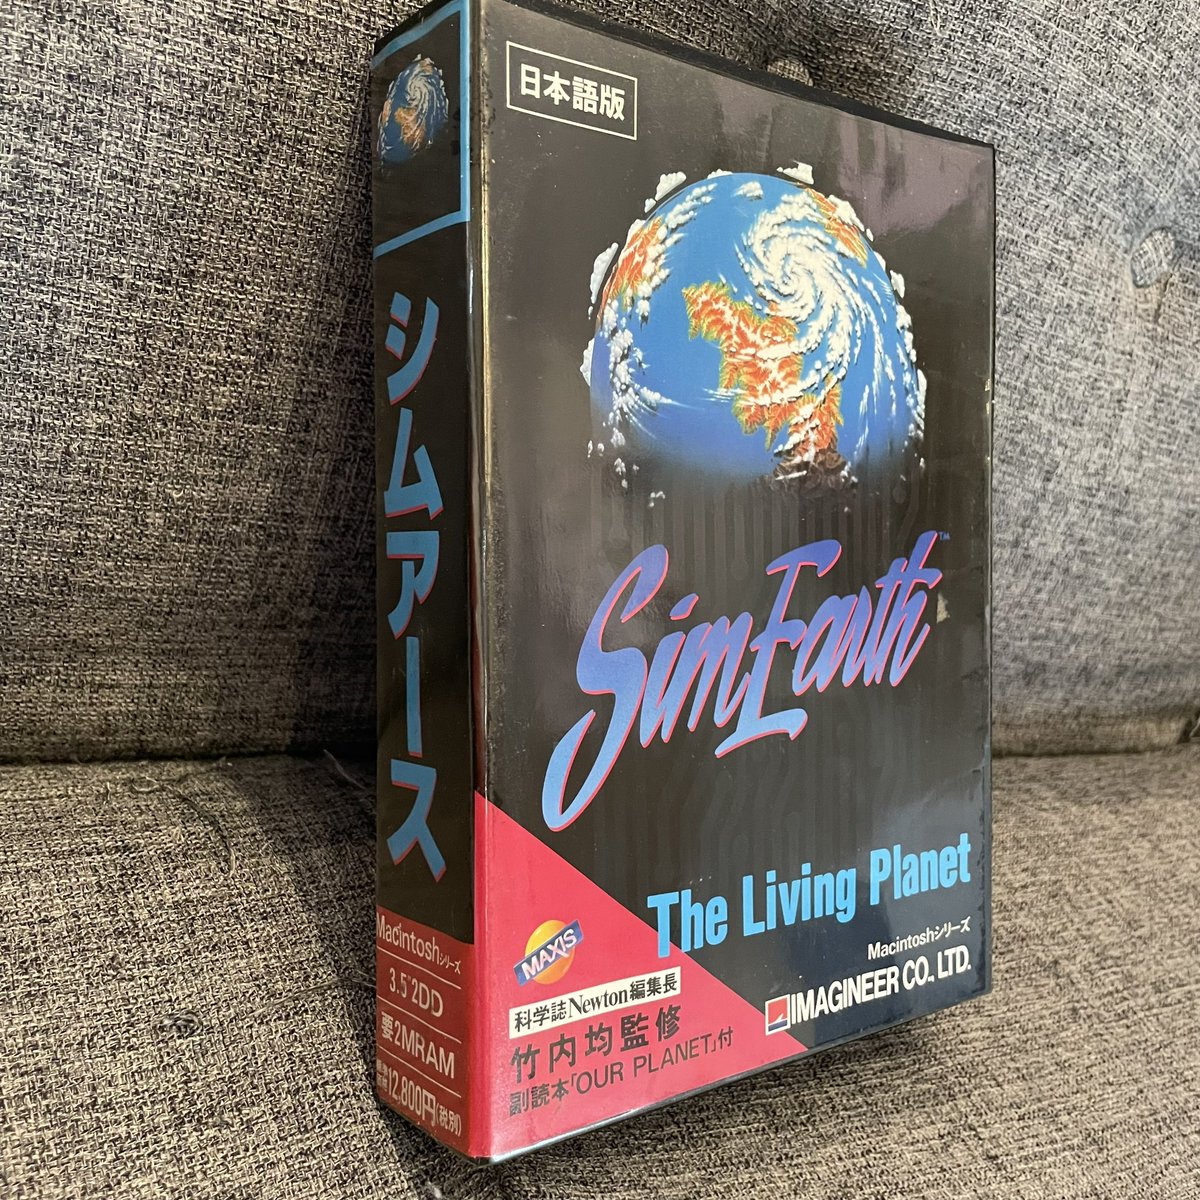 シムアース
Macintoshシリーズ
3.5"2DD
要2MRAM
12,800円(税別)
日本語版
SimEarth™
The Living Planet
Macintoshシリーズ
IMAGINEER CO., LTD.
MAXIS
科学誌Newton編集長
竹内均監修
副読本「OUR PLANET」付